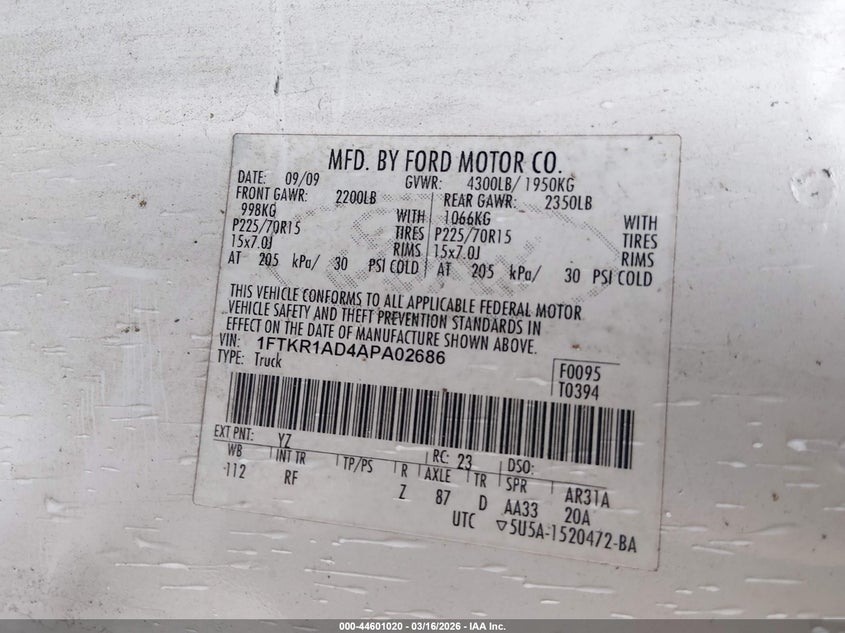 MFD. BY FORD MOTOR CO.
DATE: 09/09 GVWR: 4300LB/ 1950KG
FRONT GAWR: 2200LB REAR GAWR: 2350LB
998KG WITH 1066KG WITH
P225/70R15 TIRES P225/70R15 TIRES
15x7.0J RIMS 15x7.0J RIMS
AT 205 kPa/ 30 PSI COLD AT 205 kPa/ 30 PSI COLD
THIS VEHICLE CONFORMS TO ALL APPLICABLE FEDERAL MOTOR
VEHICLE SAFETY AND THEFT PREVENTION STANDARDS IN
EFFECT ON THE DATE OF MANUFACTURE SHOWN ABOVE.
VIN: 1FTKR1AD4APA02686
TYPE: Truck
F0095
T0394
EXT PNT: YZ RC: 23 DSO:
WB INT TR TP/PS R AXLE TR SPR AR31A
112 RF Z 87 D AA33 20A
UTC ▽5U5A-1520472-BA
000-44601020 - 03/16/2026 - IAA Inc.